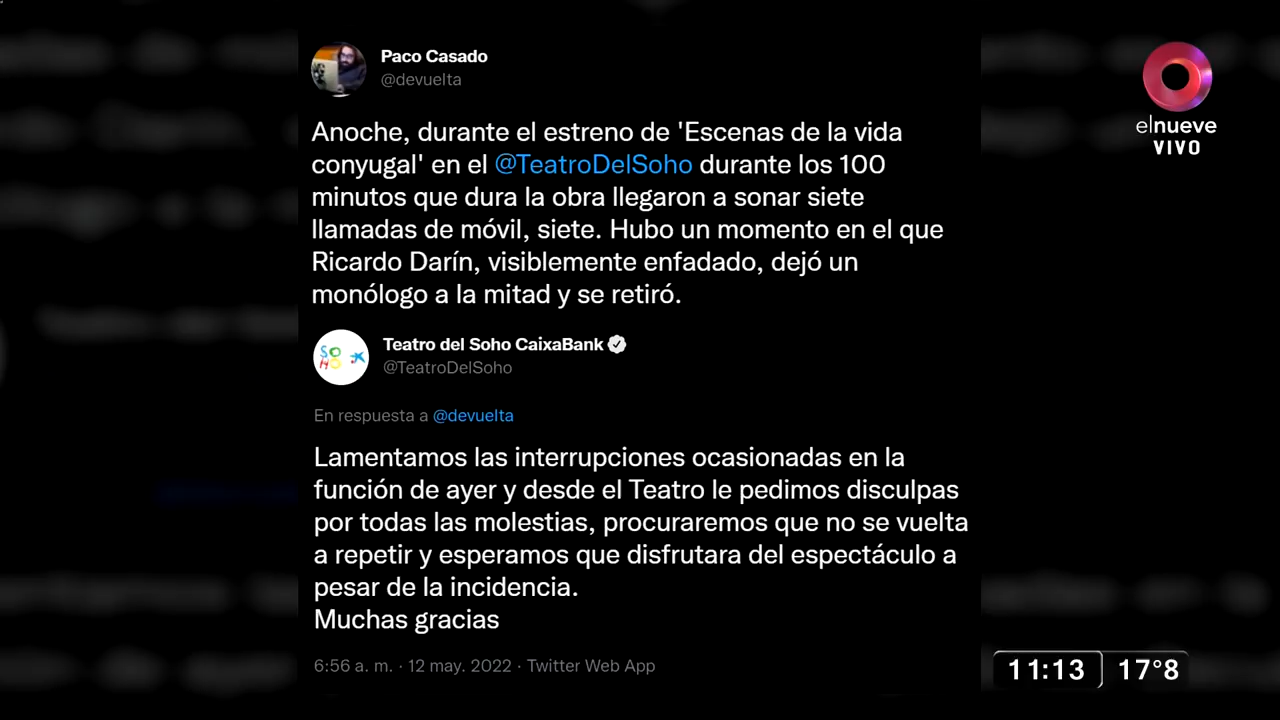 Paco Casado
@devuelta
Anoche, durante el estreno de 'Escenas de la vida
conyugal' en el @TeatroDelSoho durante los 100
minutos que dura la obra llegaron a sonar siete
llamadas de móvil, siete. Hubo un momento en el que
Ricardo Darín, visiblemente enfadado, dejó un
monólogo a la mitad y se retiró.
SOHO
Teatro del Soho CaixaBank
@TeatroDelSoho
En respuesta a @devuelta
Lamentamos las interrupciones ocasionadas en la
función de ayer y desde el Teatro le pedimos disculpas
por todas las molestias, procuraremos que no se vuelta
a repetir y esperamos que disfrutara del espectáculo a
pesar de la incidencia.
Muchas gracias
6:56 a. m. · 12 may. 2022 · Twitter Web App
elnueve
VIVO
11:13 17°8